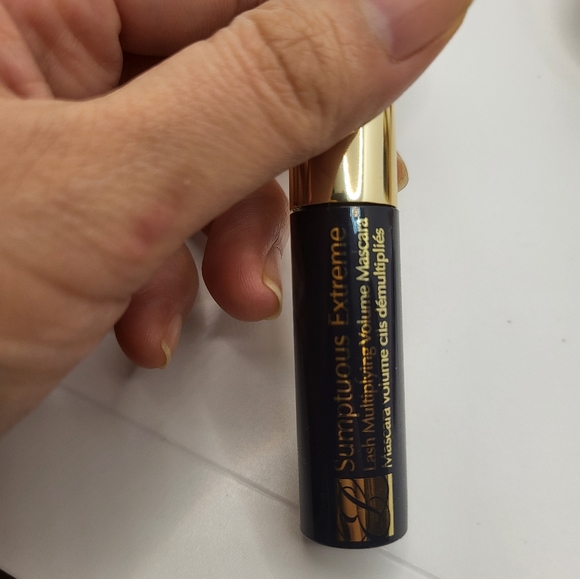 Sumptuous Extreme
Lash Multiplying Volume Mascara
Mascara volume cils démultipliés